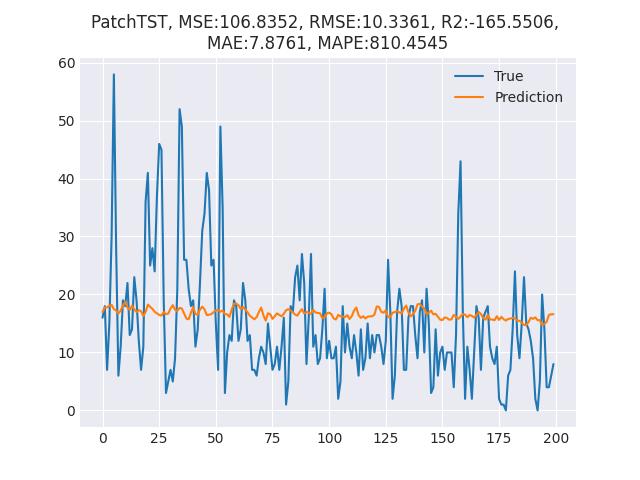 PatchTST, MSE:106.8352, RMSE:10.3361, R2:-165.5506,
MAE:7.8761, MAPE:810.4545
True
Prediction
60
50
40
30
20
10
0
0 25 50 75 100 125 150 175 200